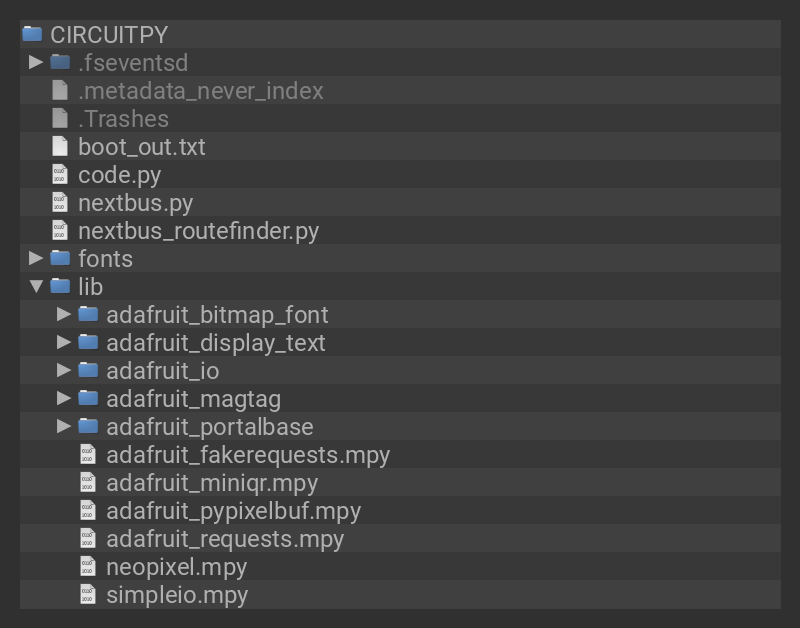 CIRCUITPY
.fseventsd
.metadata_never_index
.Trashes
boot_out.txt
code.py
nextbus.py
nextbus_routefinder.py
fonts
lib
adafruit_bitmap_font
adafruit_display_text
adafruit_io
adafruit_magtag
adafruit_portalbase
adafruit_fakerequests.mpy
adafruit_miniqr.mpy
adafruit_pypixelbuf.mpy
adafruit_requests.mpy
neopixel.mpy
simpleio.mpy